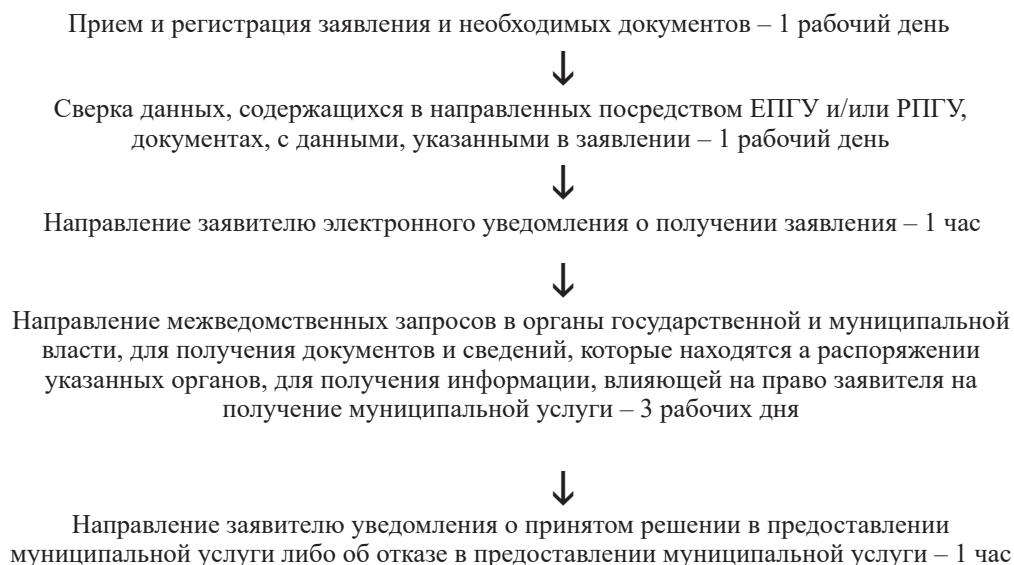 Прием и регистрация заявления и необходимых документов – 1 рабочий день
Сверка данных, содержащихся в направленных посредством ЕПГУ и/или РПГУ,
документах, с данными, указанными в заявлении – 1 рабочий день
Направление заявителю электронного уведомления о получении заявления – 1 час
Направление межведомственных запросов в органы государственной и муниципальной
власти, для получения документов и сведений, которые находятся а распоряжении
указанных органов, для получения информации, влияющей на право заявителя на
получение муниципальной услуги – 3 рабочих дня
Направление заявителю уведомления о принятом решении в предоставлении
муниципальной услуги либо об отказе в предоставлении муниципальной услуги – 1 час